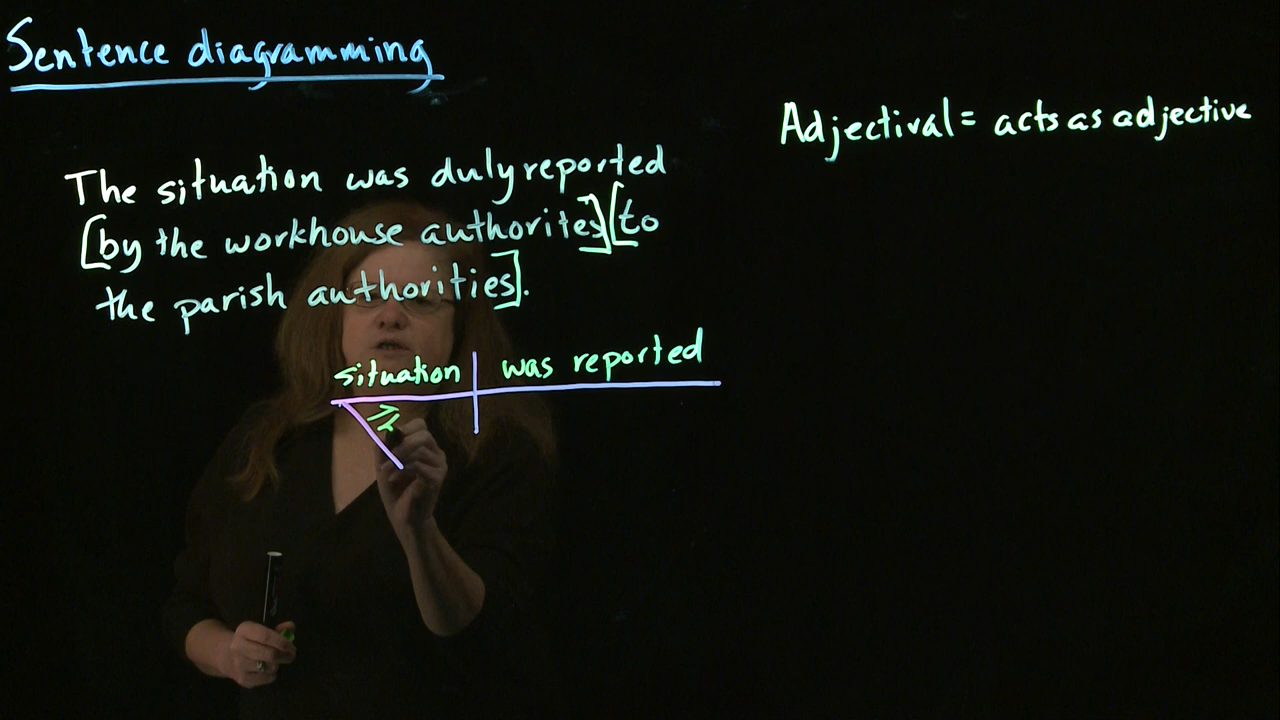 Sentence diagramming
Adjectival = acts as adjective
The situation was duly reported
[by the workhouse authorites] [to
the parish authorities].
situation | was reported